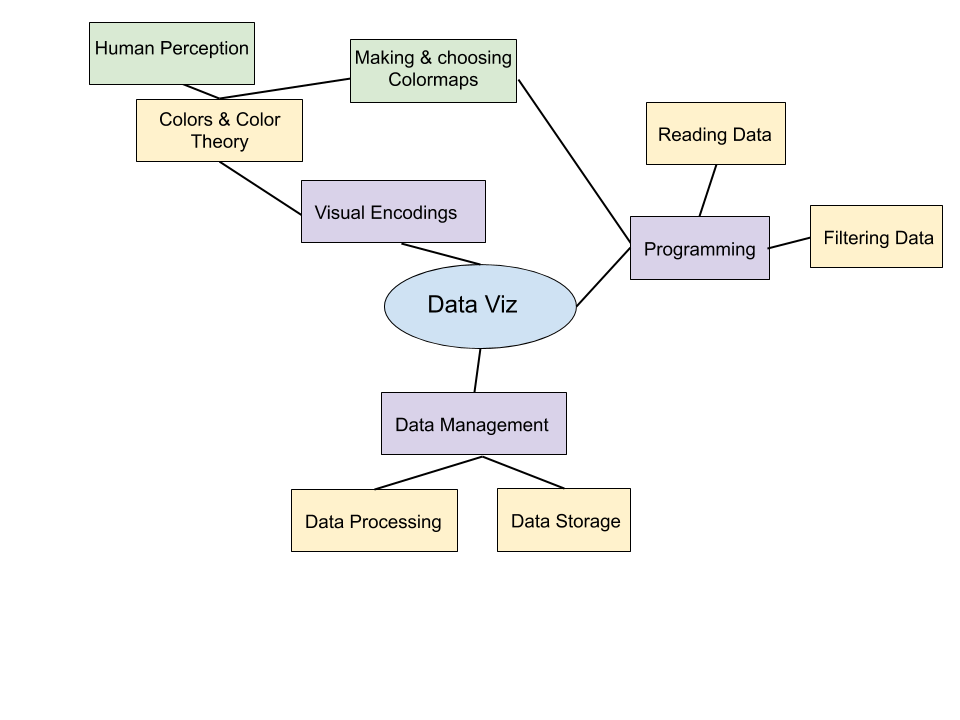 Human Perception
Making & choosing
Colormaps
Colors & Color
Theory
Reading Data
Visual Encodings
Programming
Filtering Data
Data Viz
Data Management
Data Processing
Data Storage